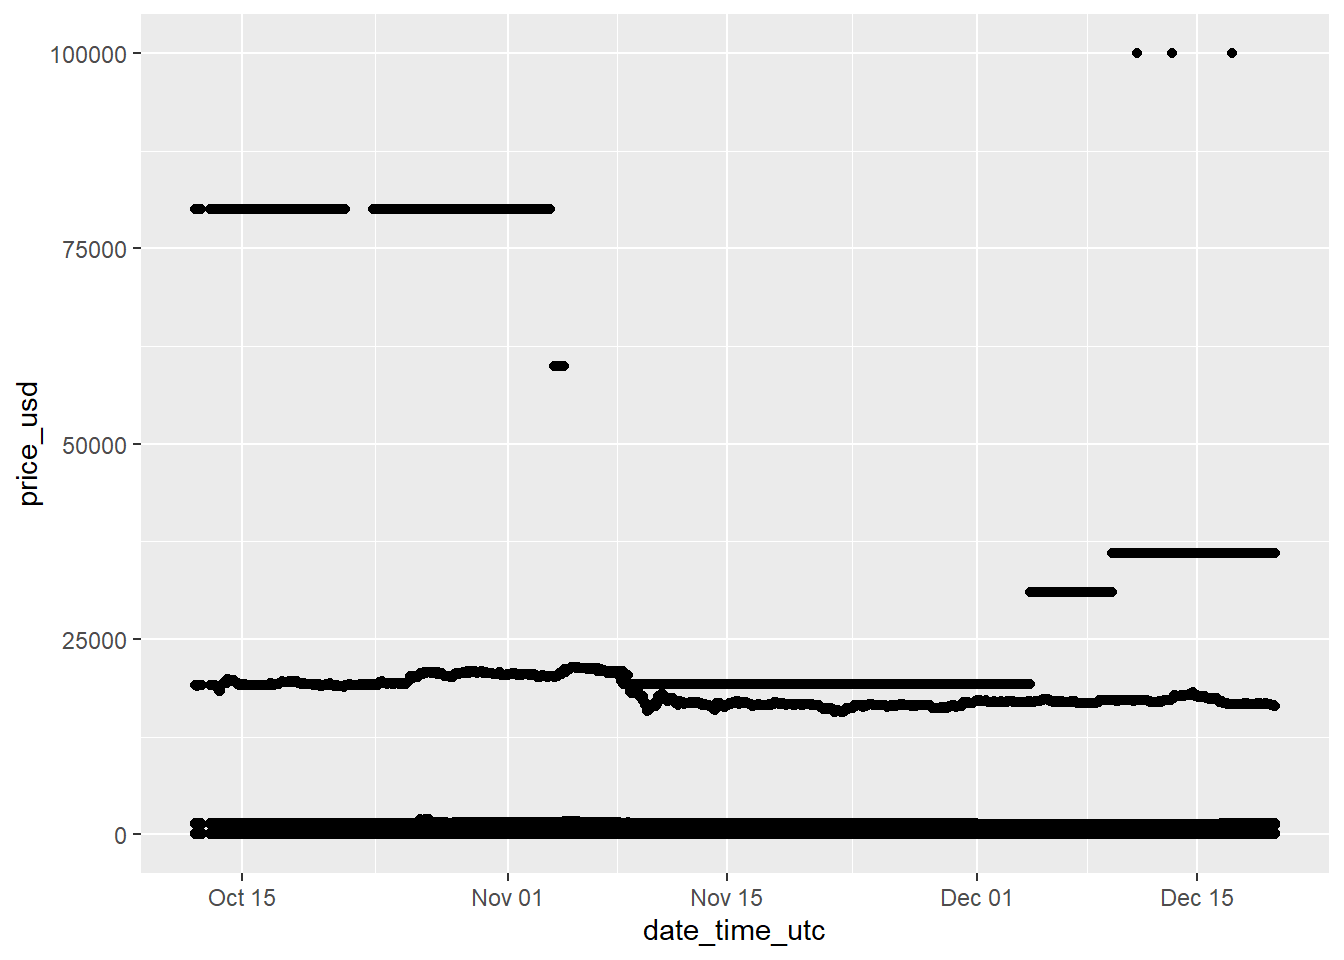 100000
75000
50000
25000
0
price_usd
Oct 15
Nov 01
Nov 15
Dec 01
Dec 15
date_time_utc